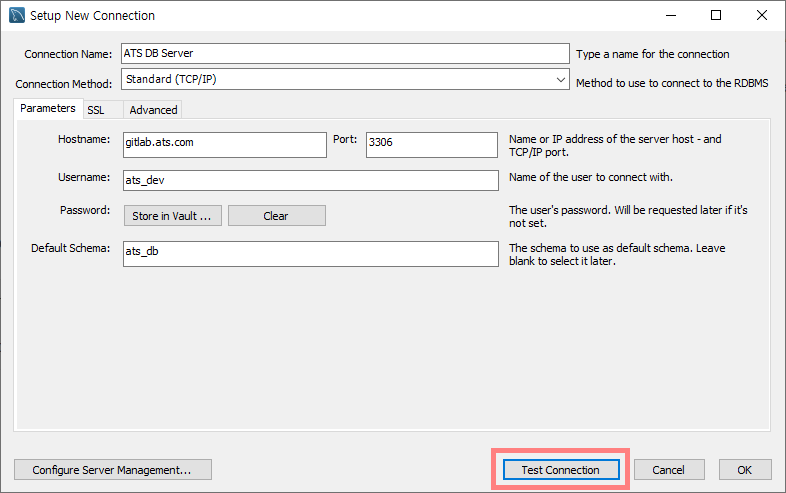 Setup New Connection
Connection Name: ATS DB Server Type a name for the connection
Connection Method: Standard (TCP/IP) Method to use to connect to the RDBMS
Parameters SSL Advanced
Hostname: gitlab.ats.com Port: 3306 Name or IP address of the server host - and
TCP/IP port.
Username: ats_dev Name of the user to connect with.
Password: Store in Vault ... Clear The user's password. Will be requested later if it's
not set.
Default Schema: ats_db The schema to use as default schema. Leave
blank to select it later.
Configure Server Management... Test Connection Cancel OK